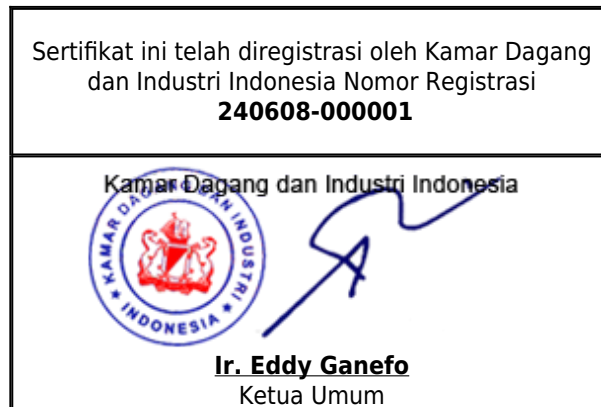 Sertifikat ini telah diregistrasi oleh Kamar Dagang
dan Industri Indonesia Nomor Registrasi
240608-000001
Kamar Dagang dan Industri Indonesia
KAMAR DAGANG DAN INDUSTRI
INDONESIA
Ir. Eddy Ganefo
Ketua Umum